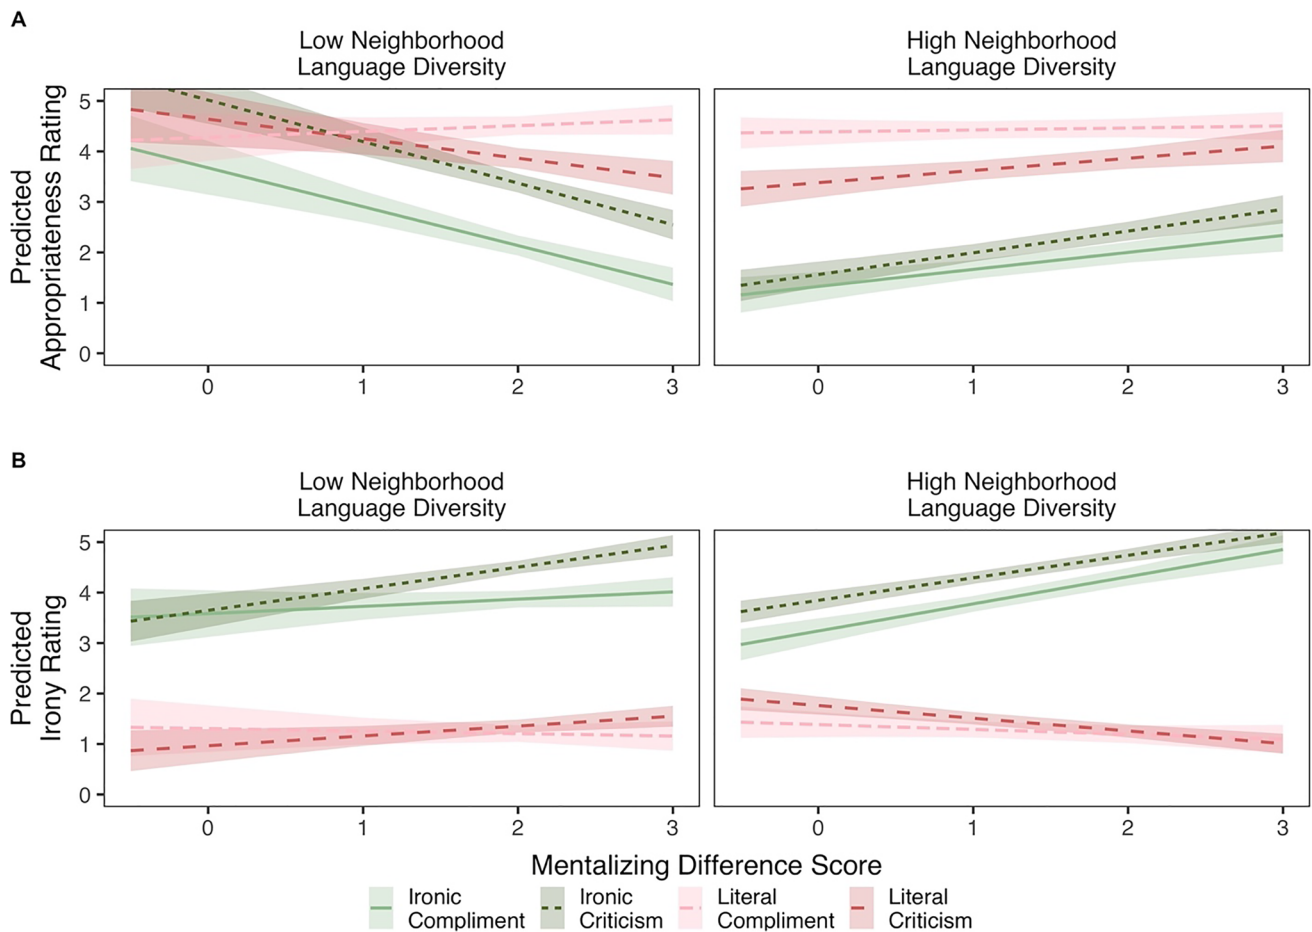 A
Low Neighborhood
Language Diversity
High Neighborhood
Language Diversity
Predicted
Appropriateness Rating
5
4
3
2
1
0
0 1 2 3
0 1 2 3
B
Low Neighborhood
Language Diversity
High Neighborhood
Language Diversity
Predicted
Irony Rating
5
4
3
2
1
0
0 1 2 3
0 1 2 3
Mentalizing Difference Score
Ironic
Compliment
Ironic
Criticism
Literal
Compliment
Literal
Criticism